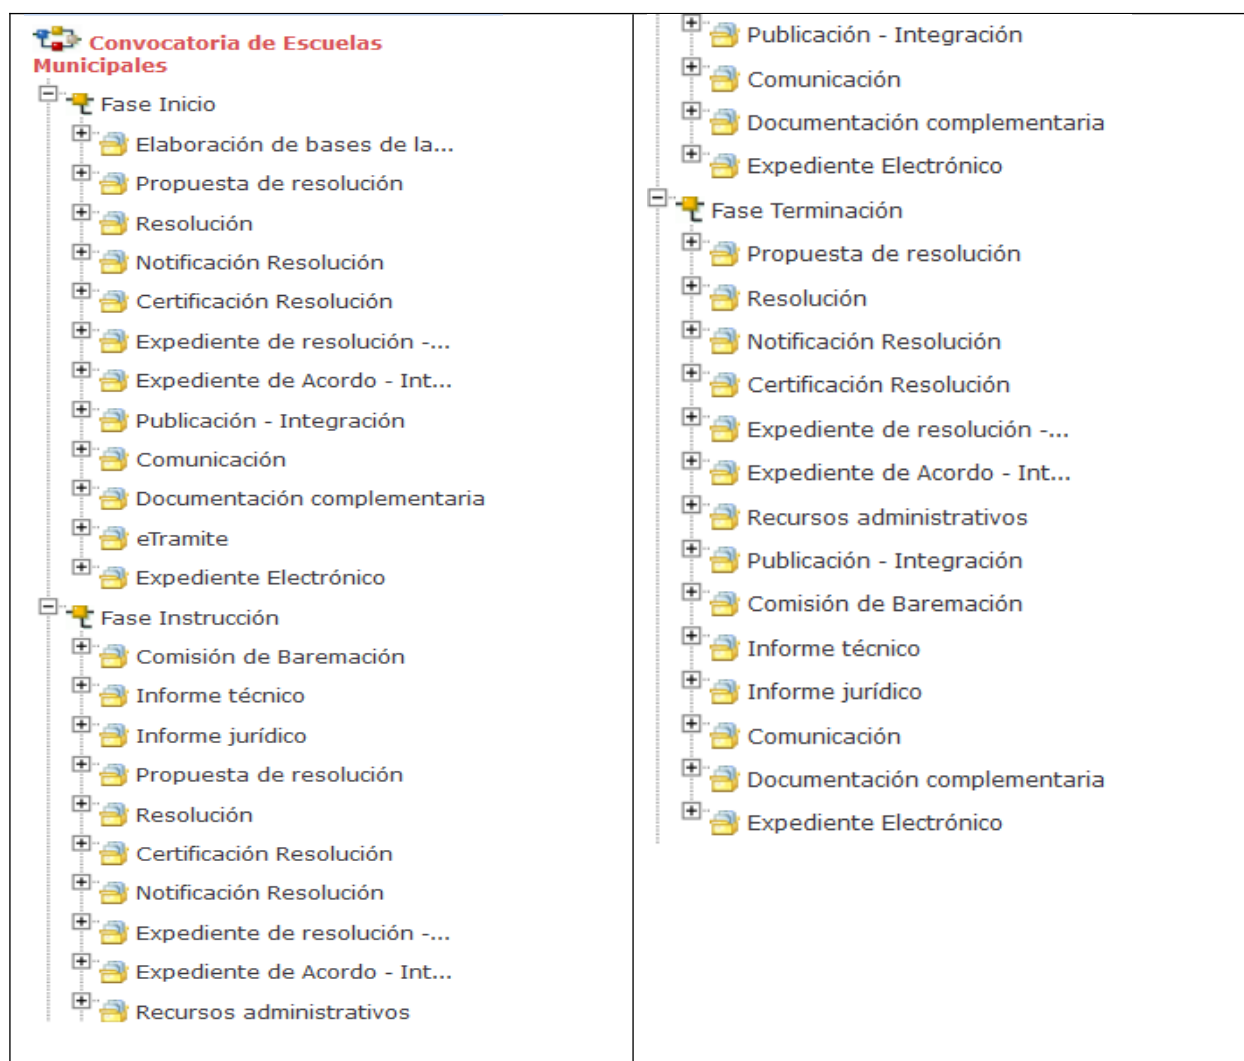 Convocatoria de Escuelas
Municipales
Fase Inicio
Elaboración de bases de la...
Propuesta de resolución
Resolución
Notificación Resolución
Certificación Resolución
Expediente de resolución -...
Expediente de Acordo - Int...
Publicación - Integración
Comunicación
Documentación complementaria
eTramite
Expediente Electrónico
Fase Instrucción
Comisión de Baremación
Informe técnico
Informe jurídico
Propuesta de resolución
Resolución
Certificación Resolución
Notificación Resolución
Expediente de resolución -...
Expediente de Acordo - Int...
Recursos administrativos
Publicación - Integración
Comunicación
Documentación complementaria
Expediente Electrónico
Fase Terminación
Propuesta de resolución
Resolución
Notificación Resolución
Certificación Resolución
Expediente de resolución -...
Expediente de Acordo - Int...
Recursos administrativos
Publicación - Integración
Comisión de Baremación
Informe técnico
Informe jurídico
Comunicación
Documentación complementaria
Expediente Electrónico